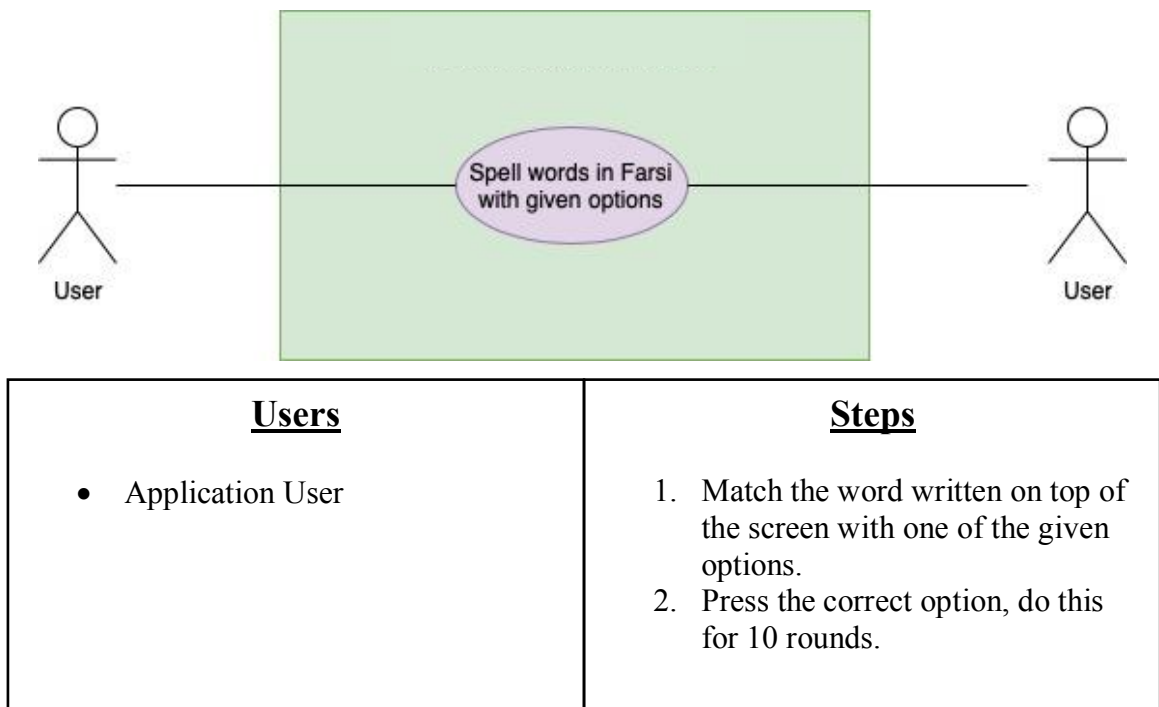 Spell words in Farsi
with given options
User
User
Users
• Application User
Steps
1. Match the word written on top of
the screen with one of the given
options.
2. Press the correct option, do this
for 10 rounds.